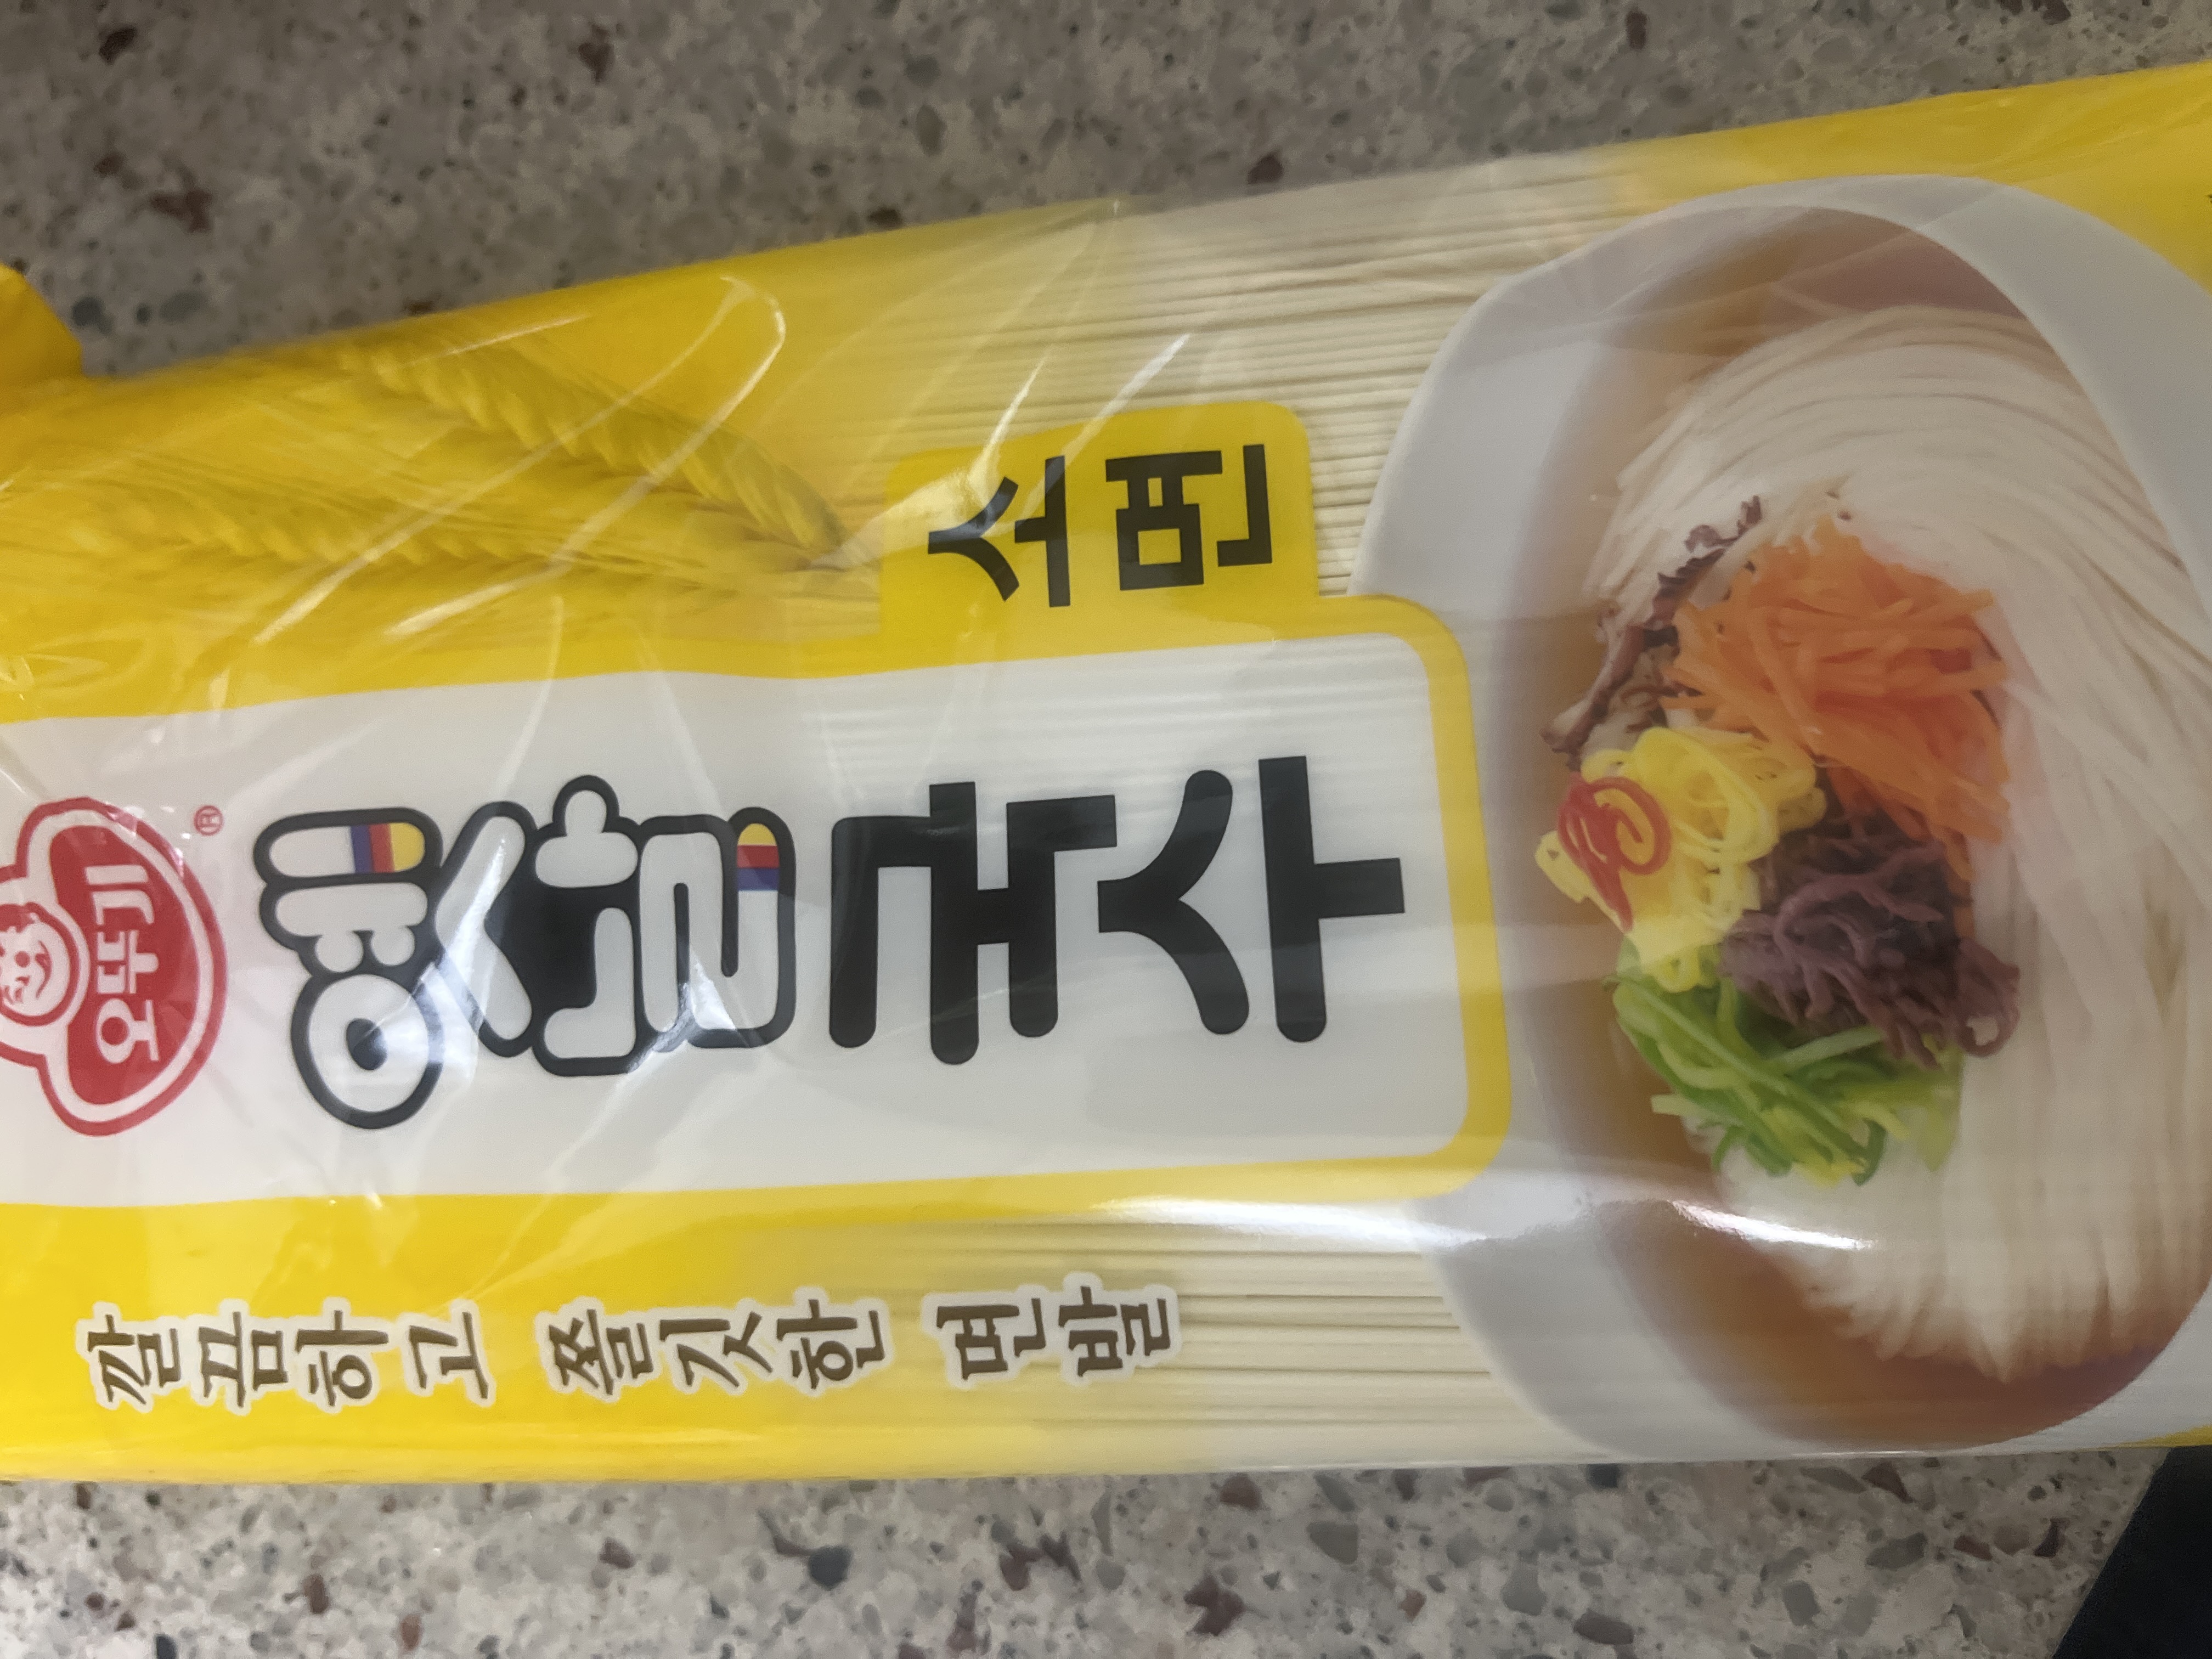 오뚜기 ®
소면
옛날국수
깔끔하고 쫄깃한 면발